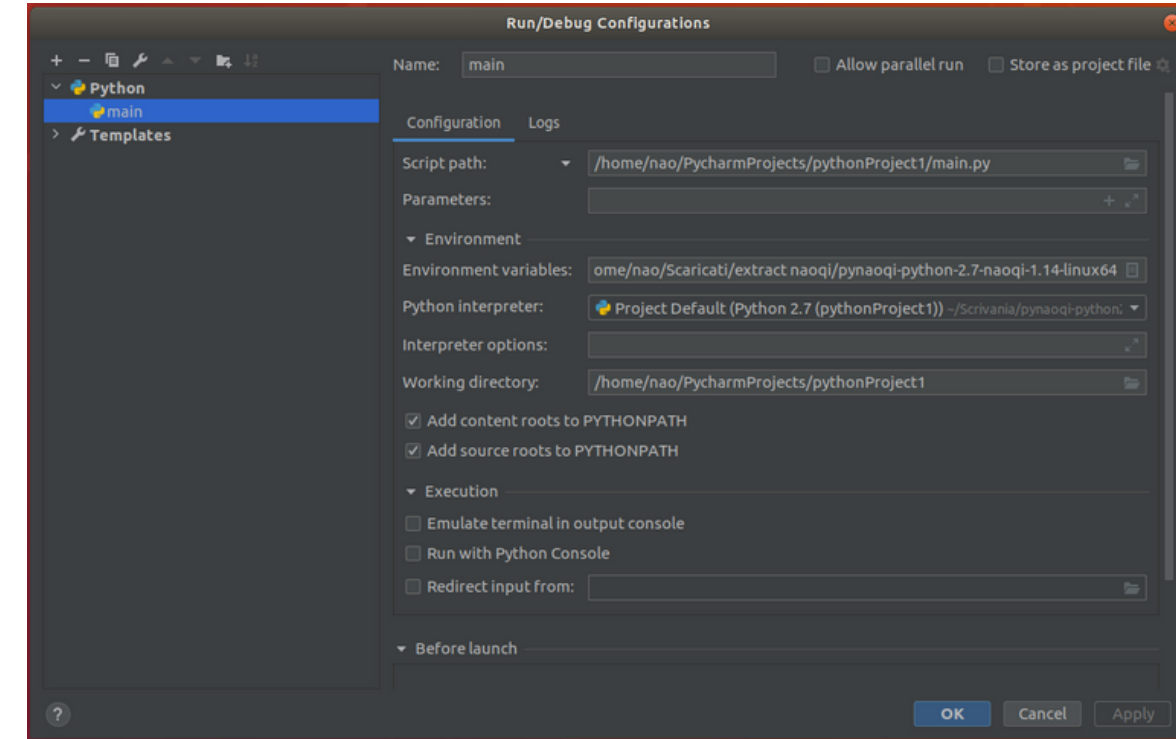 Run/Debug Configurations
Name: main Allow parallel run Store as project file
Python
main
Templates
Configuration Logs
Script path: /home/nao/PycharmProjects/pythonProject1/main.py
Parameters:
Environment
Environment variables: ome/nao/Scaricati/extract naoqi/pynaoqi-python-2.7-naoqi-1.14-linux64
Python interpreter: Project Default (Python 2.7 (pythonProject1)) ~/Scrivania/pynaoqi-python2
Interpreter options:
Working directory: /home/nao/PycharmProjects/pythonProject1
Add content roots to PYTHONPATH
Add source roots to PYTHONPATH
Execution
Emulate terminal in output console
Run with Python Console
Redirect input from:
Before launch
? OK Cancel Apply